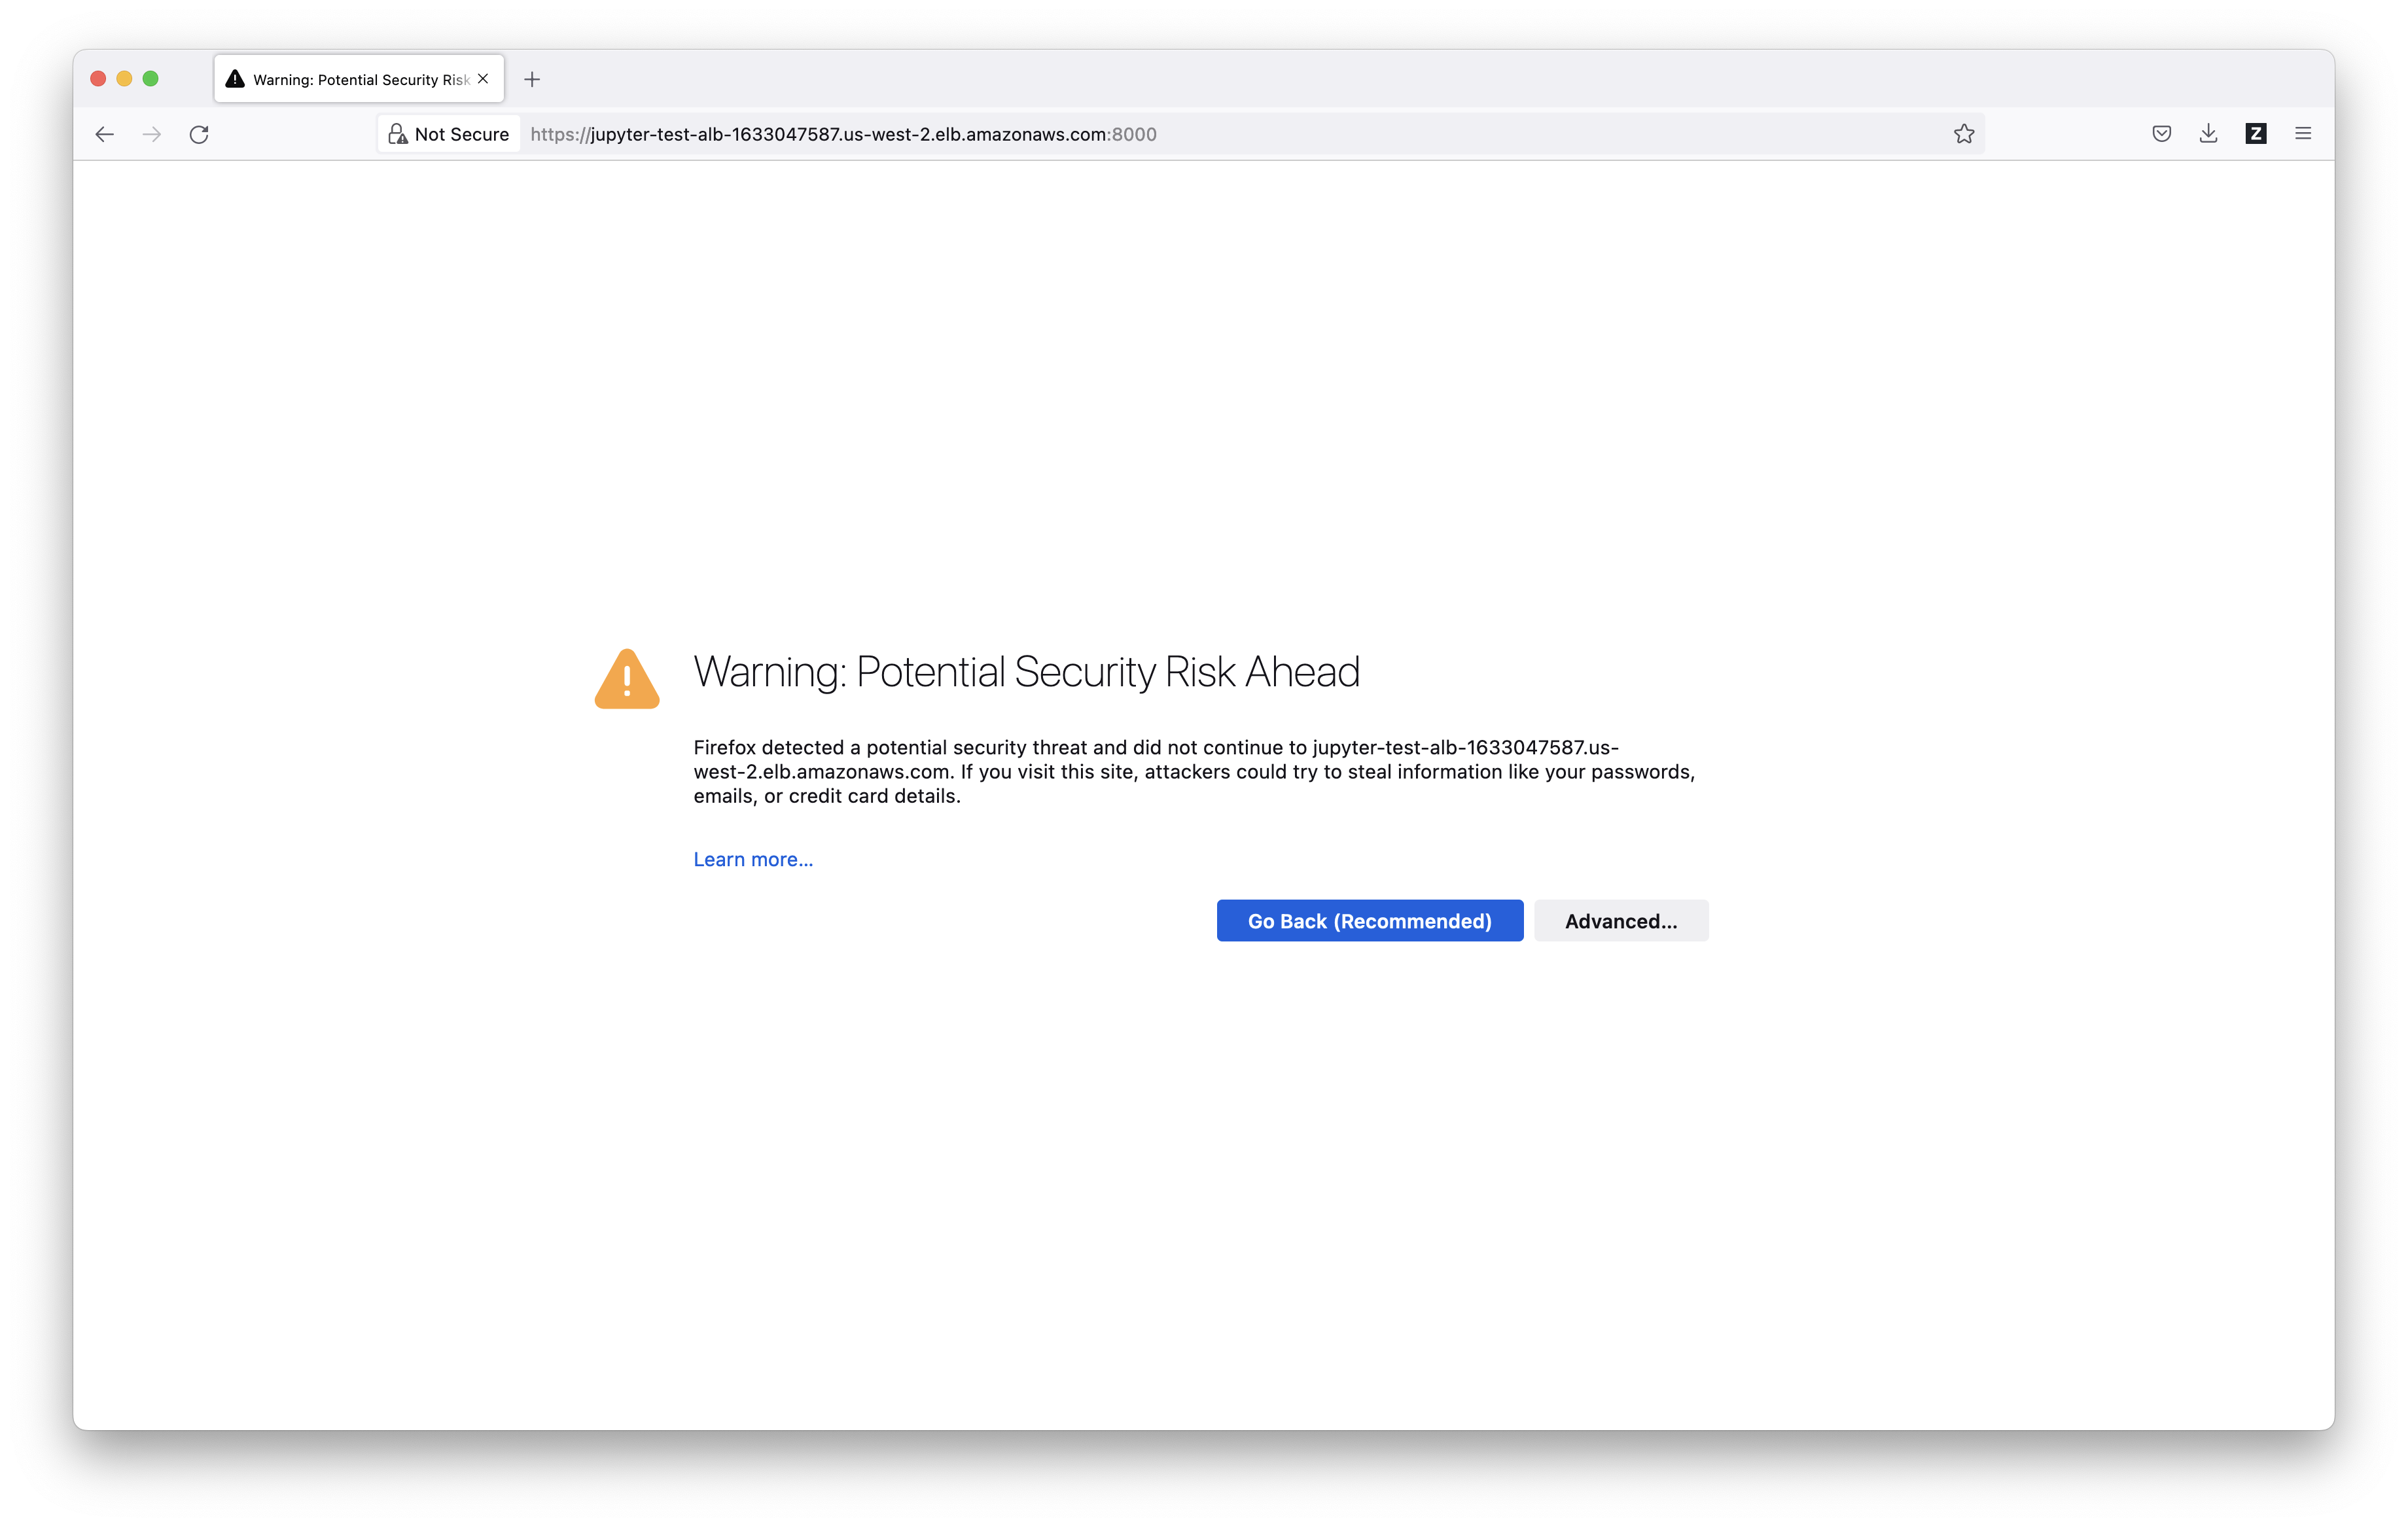 Warning: Potential Security Risk
Not Secure https://jupyter-test-alb-1633047587.us-west-2.elb.amazonaws.com:8000
Z
Warning: Potential Security Risk Ahead
Firefox detected a potential security threat and did not continue to jupyter-test-alb-1633047587.us-
west-2.elb.amazonaws.com. If you visit this site, attackers could try to steal information like your passwords,
emails, or credit card details.
Learn more…
Go Back (Recommended) Advanced...